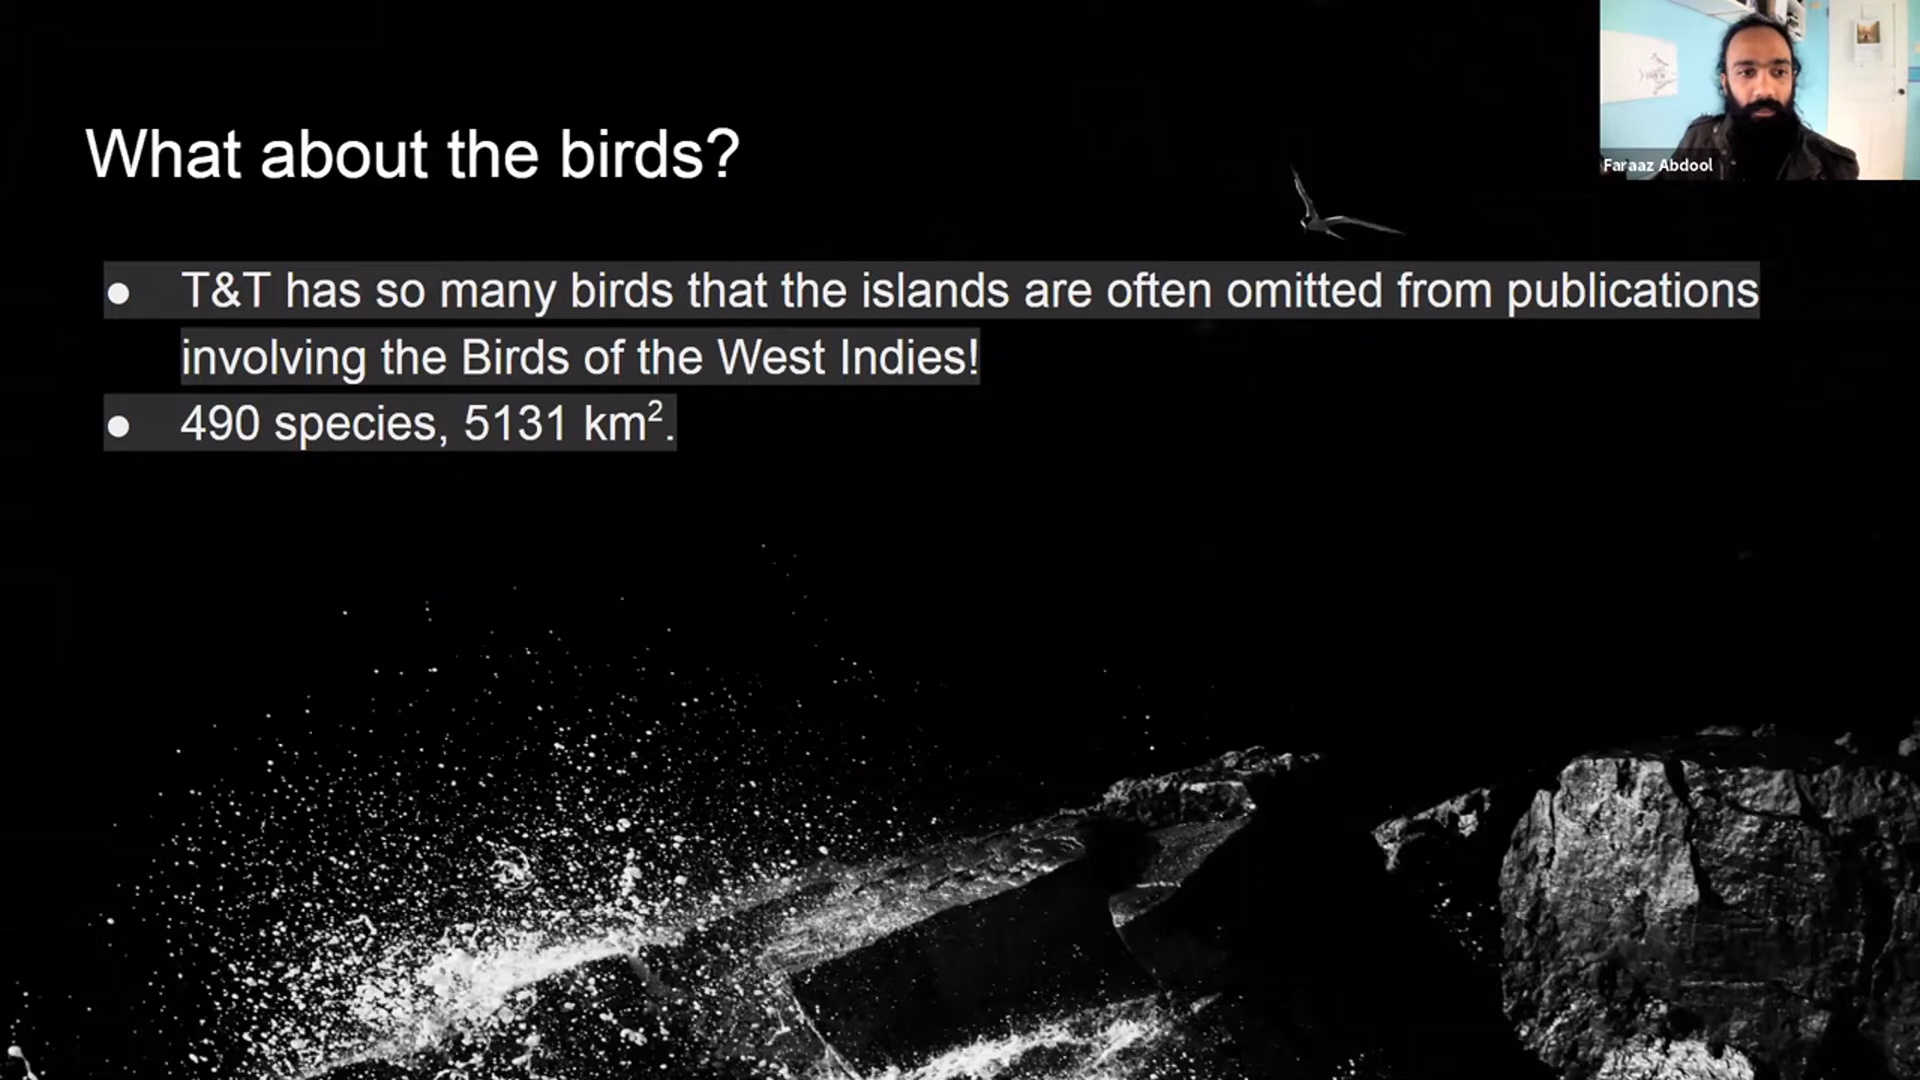 What about the birds?
Faraaz Abdool
● T&T has so many birds that the islands are often omitted from publications
involving the Birds of the West Indies!
● 490 species, 5131 km².